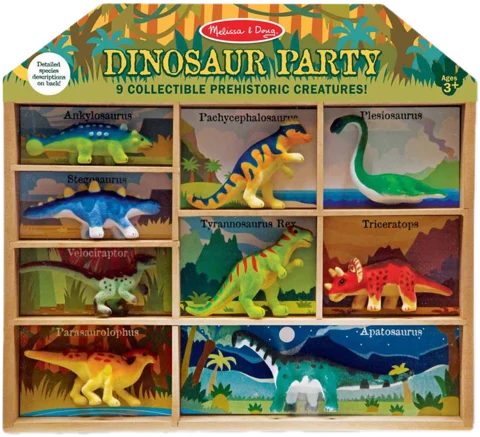 Melissa & Doug
DINOSAUR PARTY
9 COLLECTIBLE PREHISTORIC CREATURES!
Detailed
species
descriptions
on back!
Ages
3+
Ankylosaurus
Pachycephalosaurus
Plesiosaurus
Stegosaurus
Velociraptor
Tyrannosaurus Rex
Triceratops
Parasaurolophus
Apatosaurus